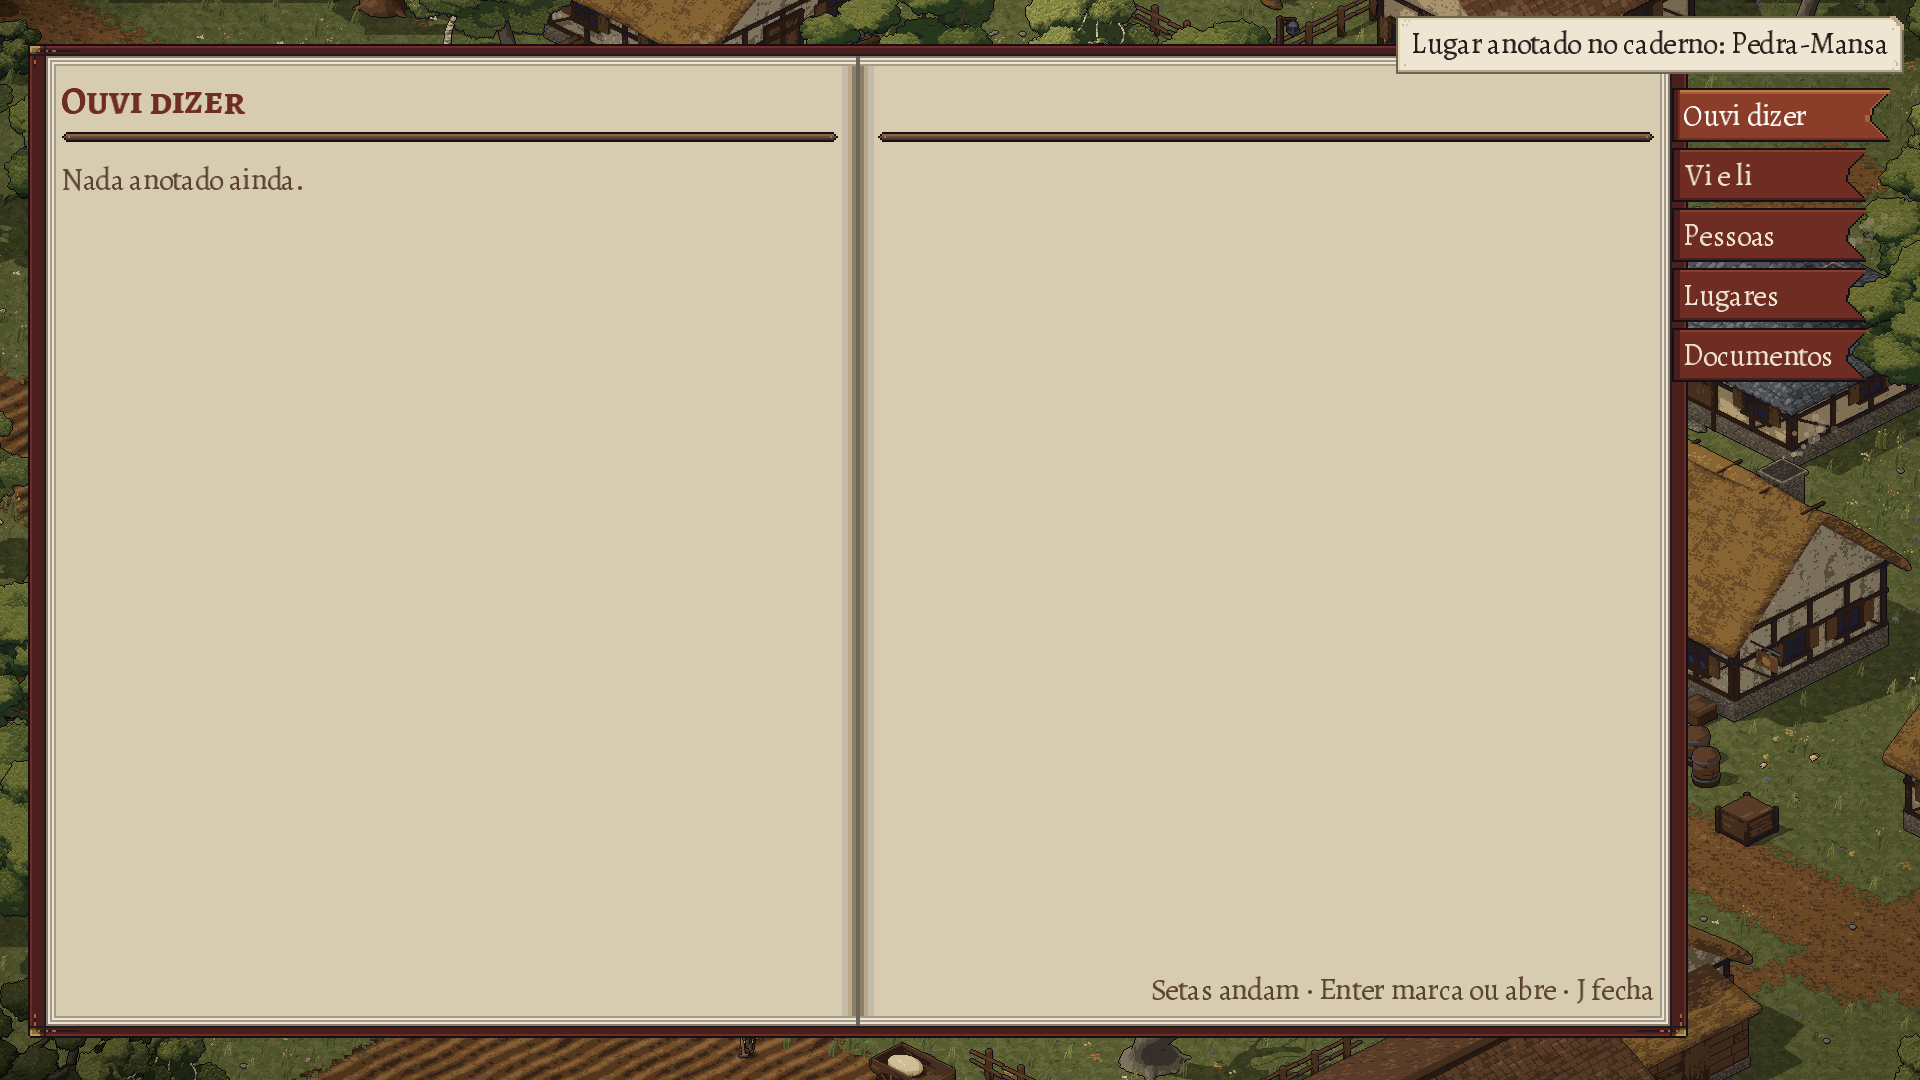 Lugar anotado no caderno: Pedra-Mansa
Ouvi dizer
Nada anotado ainda.
Ouvi dizer
Vi e li
Pessoas
Lugares
Documentos
Setas andam · Enter marca ou abre · J fecha